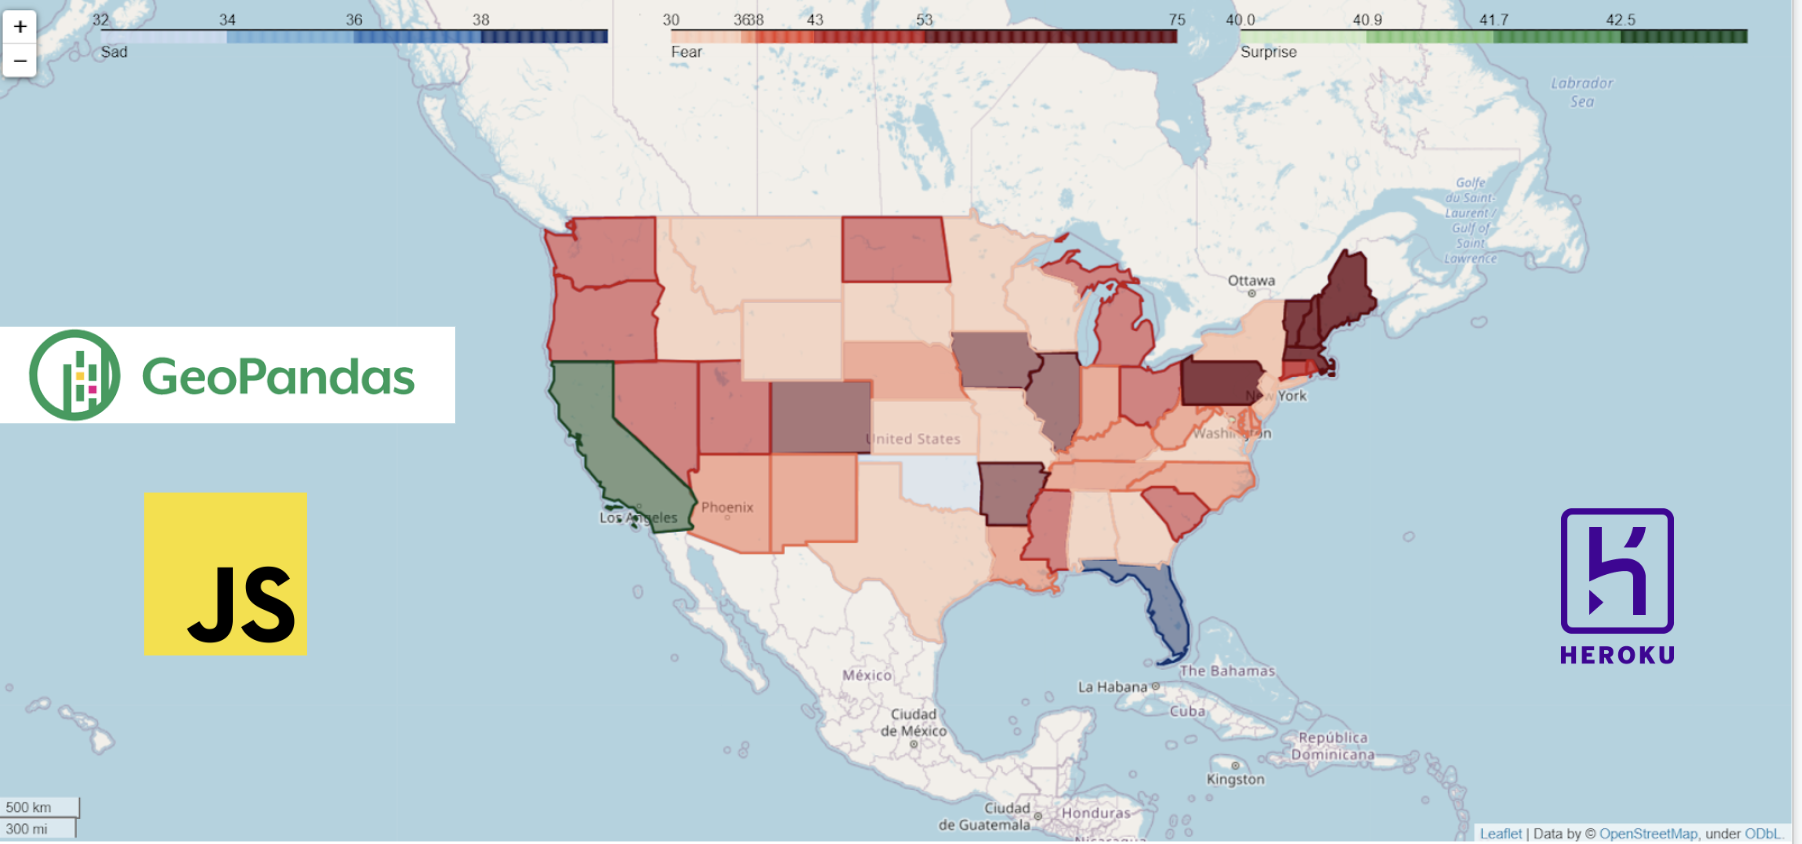 +
−
32 34 36 38
Sad
30 36 38 43 53 75
Fear
40.0 40.9 41.7 42.5
Surprise
Labrador
Sea
Golfe
du Saint-
Laurent /
Gulf of
Saint
Lawrence
Ottawa
GeoPandas
New York
United States
Washington
Phoenix
Los Angeles
JS
HEROKU
México
Ciudad
de México
La Habana
The Bahamas
Cuba
República
Dominicana
Kingston
Ciudad
de Guatemala
Honduras
Nicaragua
500 km
300 mi
Leaflet | Data by © OpenStreetMap, under ODbL.